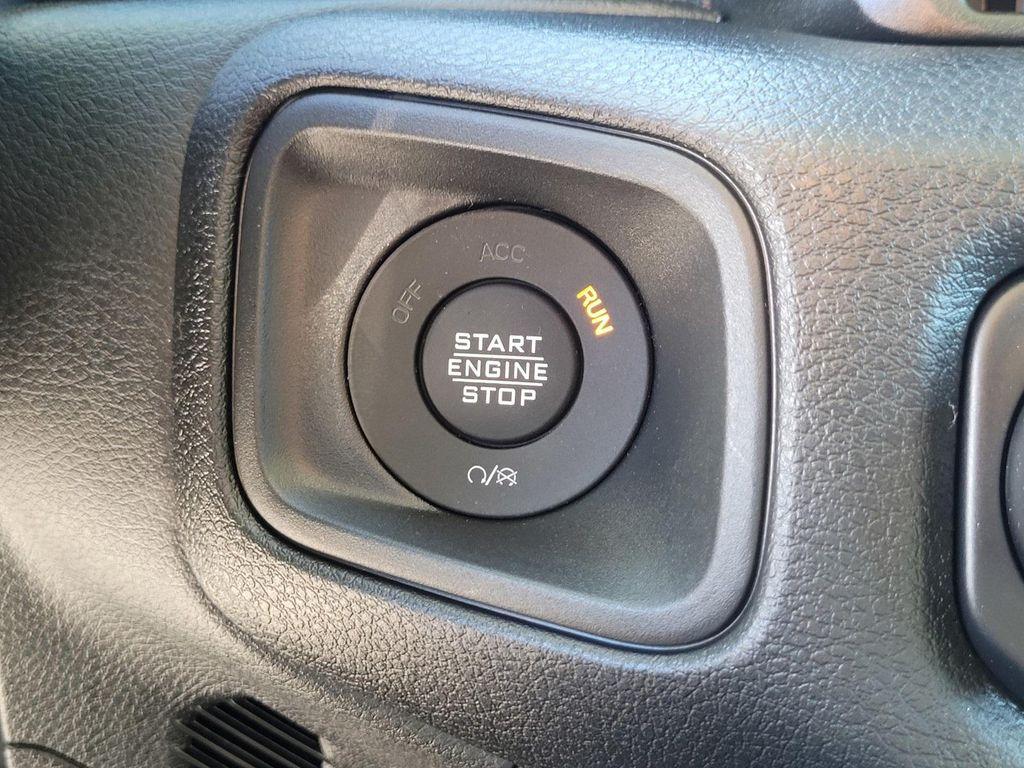 ACC
OFF
RUN
START
ENGINE
STOP